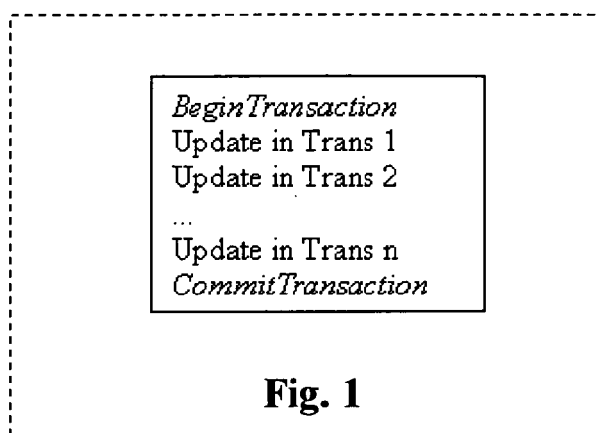 BeginTransaction
Update in Trans 1
Update in Trans 2
...
Update in Trans n
CommitTransaction
Fig. 1